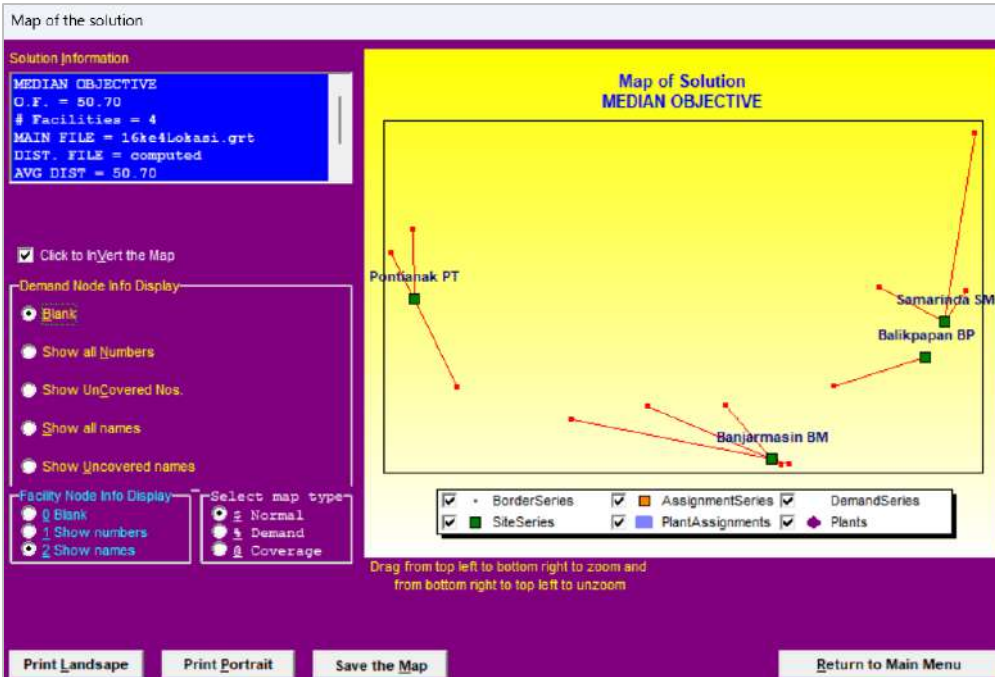 Map of the solution
Solution Information
MEDIAN OBJECTIVE
O.F. = 50.70
# Facilities = 4
MAIN FILE = 16ke4Lokasi.grt
DIST. FILE = computed
AVG DIST = 50.70
Click to InVert the Map
Demand Node Info Display
Blank
Show all Numbers
Show UnCovered Nos.
Show all names
Show Uncovered names
Facility Node Info Display
0 Blank
1 Show numbers
2 Show names
Select map type
$ Normal
% Demand
@ Coverage
Map of Solution
MEDIAN OBJECTIVE
Pontianak PT
Samarinda SM
Balikpapan BP
Banjarmasin BM
BorderSeries
AssignmentSeries
DemandSeries
SiteSeries
PlantAssignments
Plants
Drag from top left to bottom right to zoom and
from bottom right to top left to unzoom
Print Landsape
Print Portrait
Save the Map
Return to Main Menu